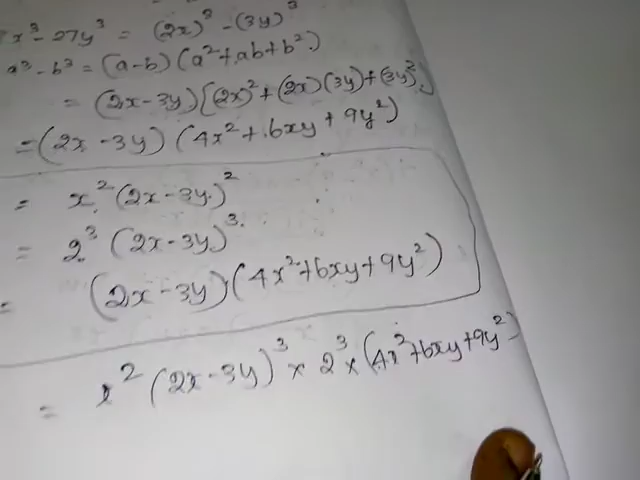 x³ - 27y³ = (2x)³ - (3y)³
a³ - b³ = (a-b) (a² + ab + b²)
= (2x - 3y) [(2x)² + (2x) (3y) + (3y)²]
= (2x - 3y) (4x² + 6xy + 9y²)
= x² (2x - 3y)²
= 2³ (2x - 3y)³
= (2x - 3y) (4x² + 6xy + 9y²)
= x² (2x - 3y)³ × 2³ × (4x² + 6xy + 9y²)